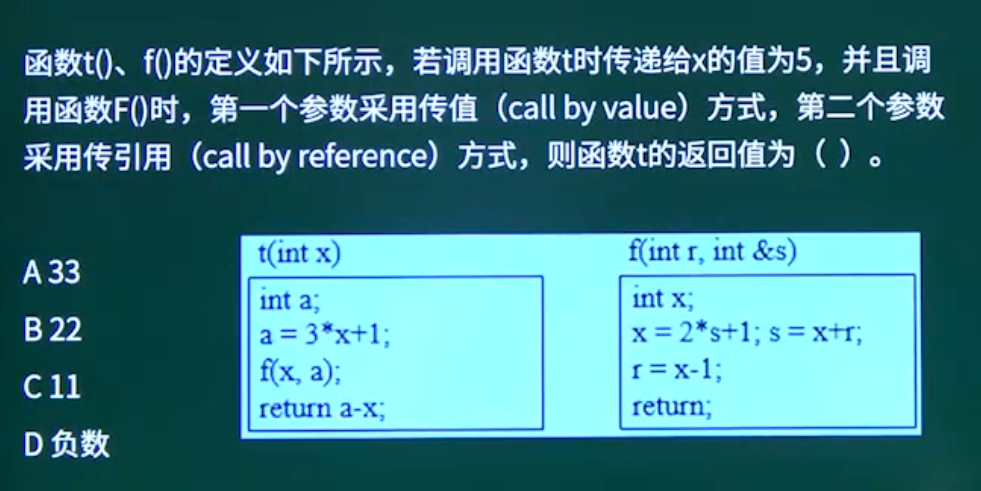 函数t()、f()的定义如下所示，若调用函数t时传递给x的值为5，并且调
用函数F()时，第一个参数采用传值（call by value）方式，第二个参数
采用传引用（call by reference）方式，则函数t的返回值为（ ）。
A 33
B 22
C 11
D 负数
t(int x)
int a;
a = 3*x+1;
f(x, a);
return a-x;
f(int r, int &s)
int x;
x = 2*s+1; s = x+r;
r = x-1;
return;